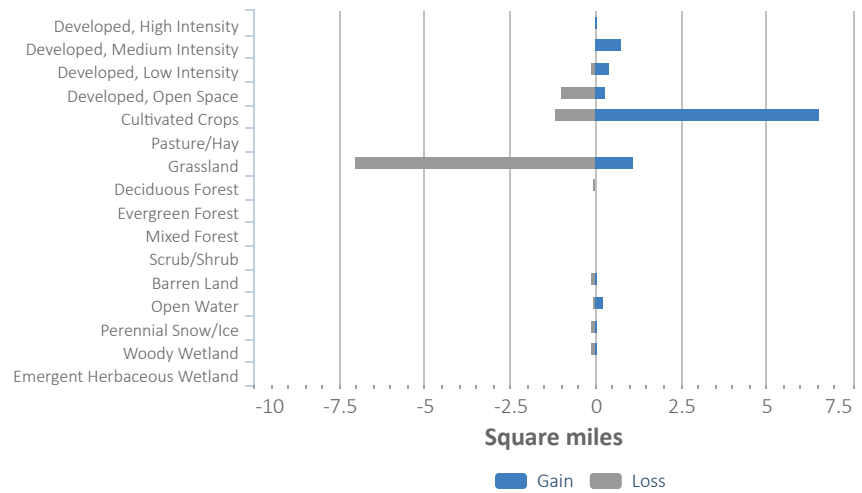 Developed, High Intensity
Developed, Medium Intensity
Developed, Low Intensity
Developed, Open Space
Cultivated Crops
Pasture/Hay
Grassland
Deciduous Forest
Evergreen Forest
Mixed Forest
Scrub/Shrub
Barren Land
Open Water
Perennial Snow/Ice
Woody Wetland
Emergent Herbaceous Wetland
-10 -7.5 -5 -2.5 0 2.5 5 7.5
Square miles
Gain Loss